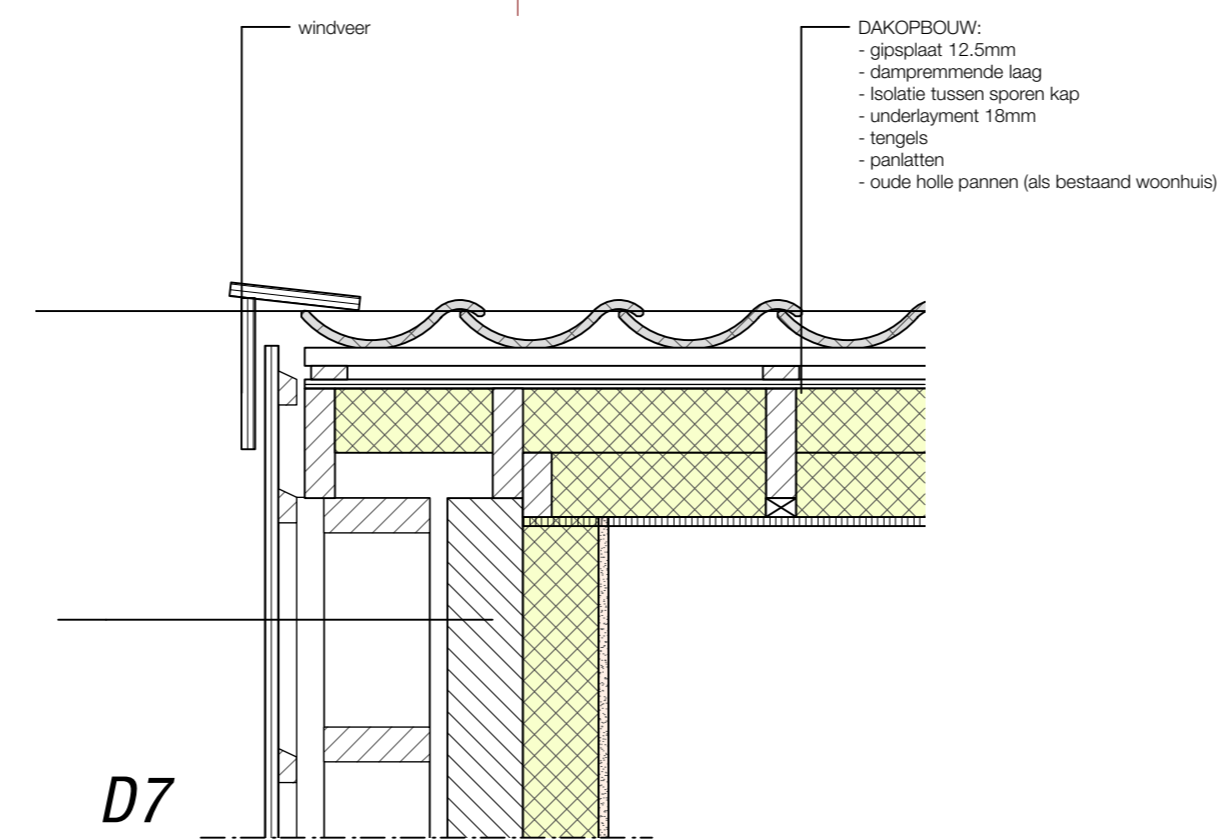 windveer
DAKOPBOUW:
- gipsplaat 12.5mm
- dampremmende laag
- Isolatie tussen sporen kap
- underlayment 18mm
- tengels
- panlatten
- oude holle pannen (als bestaand woonhuis)
D7